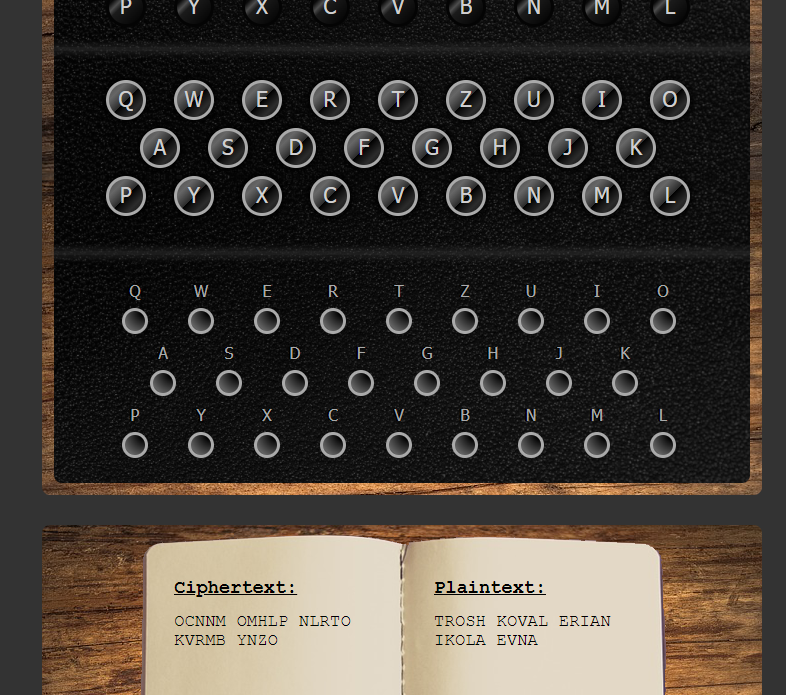 P Y X C V B N M L
Q W E R T Z U I O
A S D F G H J K
P Y X C V B N M L
Q W E R T Z U I O
A S D F G H J K
P Y X C V B N M L
Ciphertext:
OCNNM OMHLP NLRTO
KVRMB YNZO
Plaintext:
TROSH KOVAL ERIAN
IKOLA EVNA